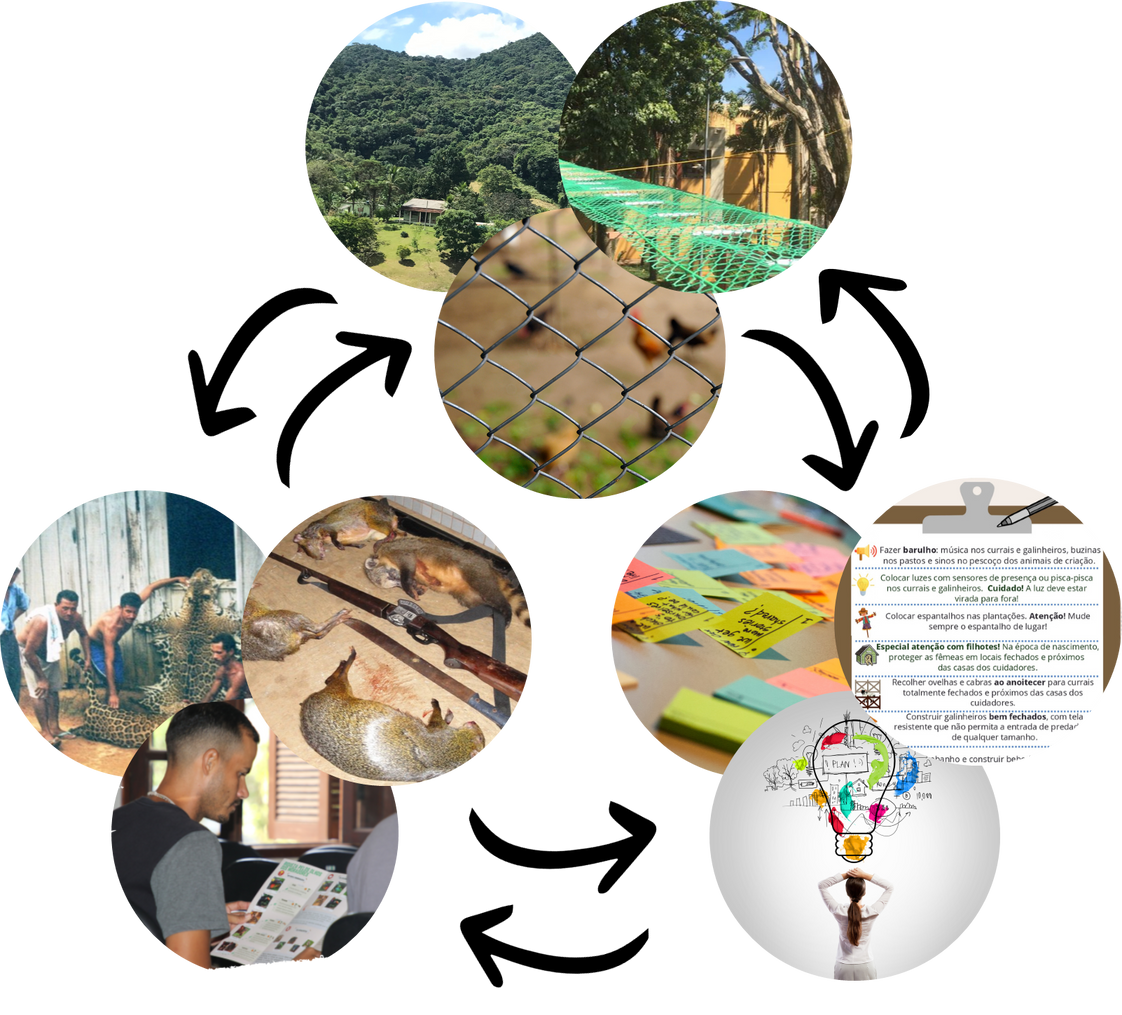 Fazer barulho: música nos currais e galinheiros, buzinas
nos pastos e sinos no pescoço dos animais de criação.
Colocar luzes com sensores de presença ou pisca-pisca
nos currais e galinheiros. Cuidado! A luz deve estar
virada para fora!
Colocar espantalhos nas plantações. Atenção! Mude
sempre o espantalho de lugar!
Especial atenção com filhotes! Na época de nascimento,
proteger as fêmeas em locais fechados e próximos
das casas dos cuidadores.
Recolher ovelhas e cabras ao anoitecer para currais
totalmente fechados e próximos das casas dos
cuidadores.
Construir galinheiros bem fechados, com tela
resistente que não permita a entrada de
de qualquer tamanho.
e construir
! PLAN ! :)